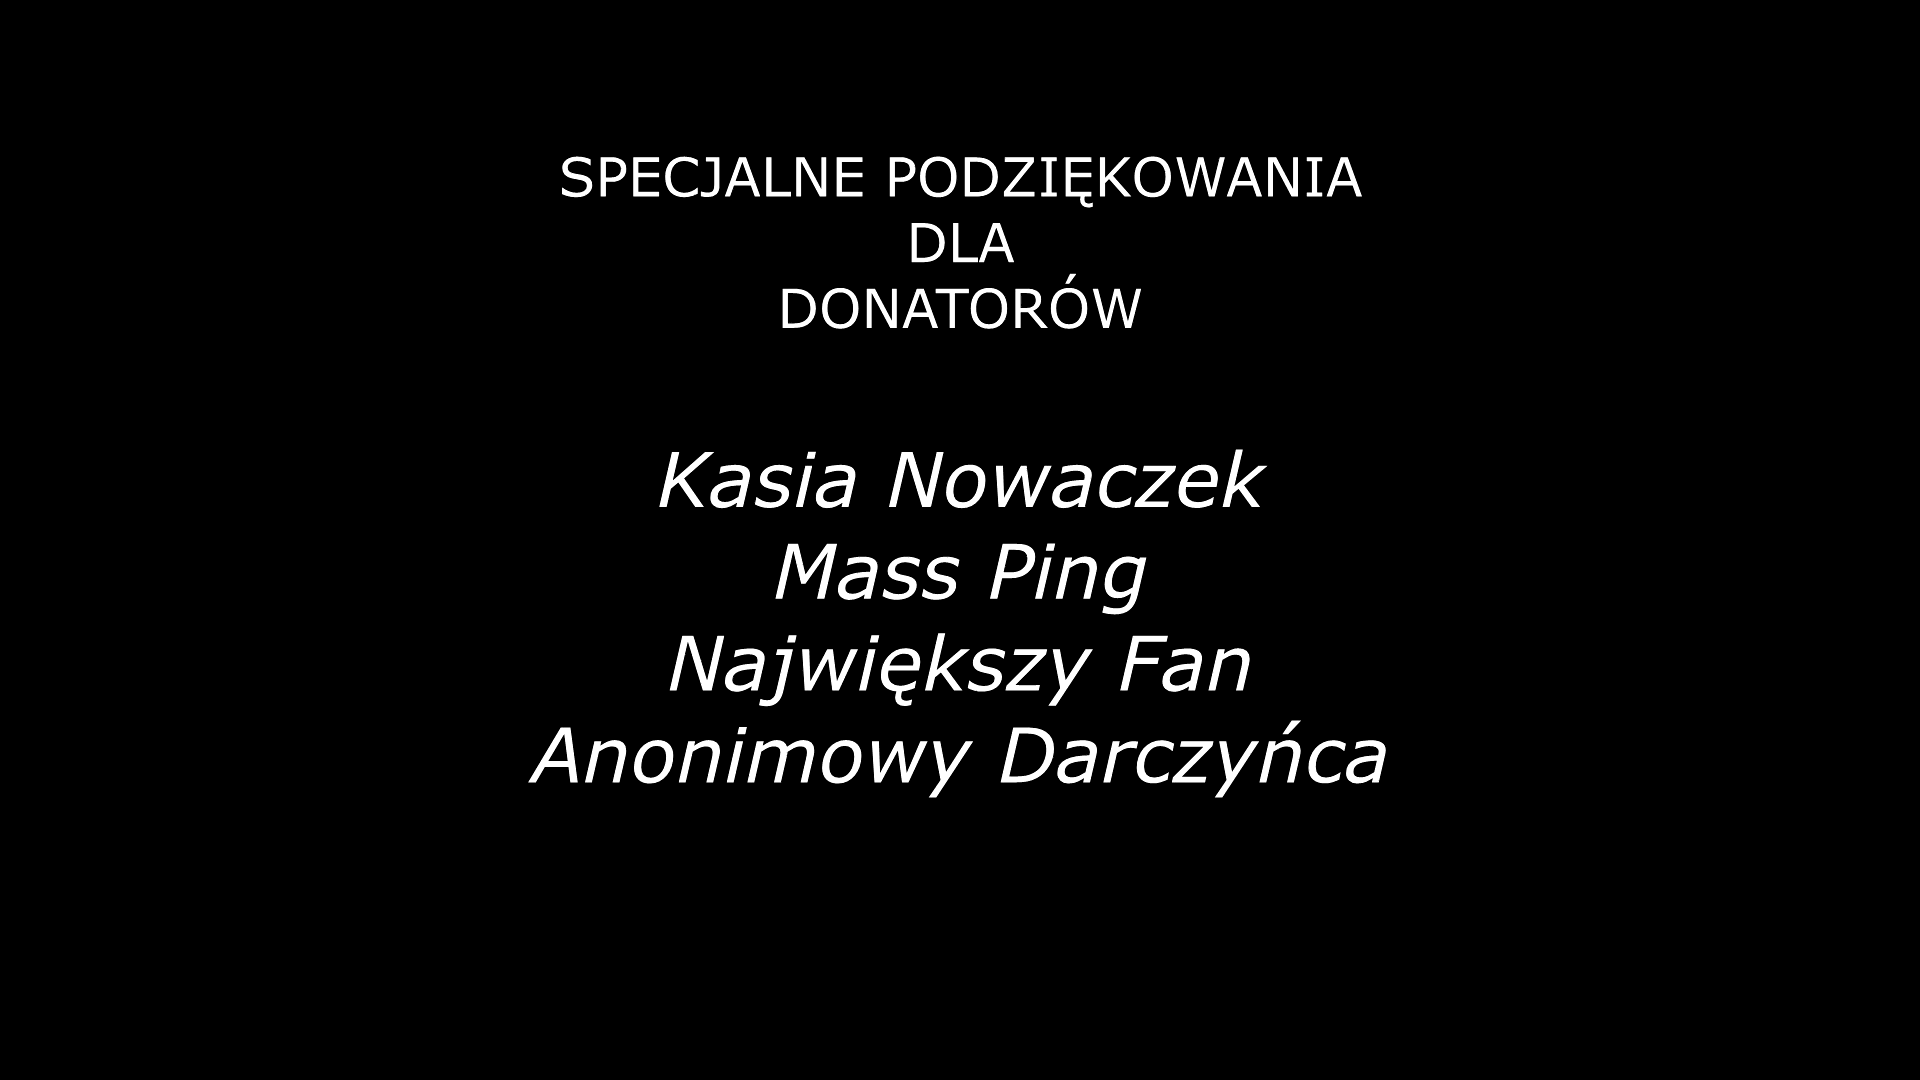 SPECJALNE PODZIĘKOWANIA
DLA
DONATORÓW
Kasia Nowaczek
Mass Ping
Największy Fan
Anonimowy Darczyńca